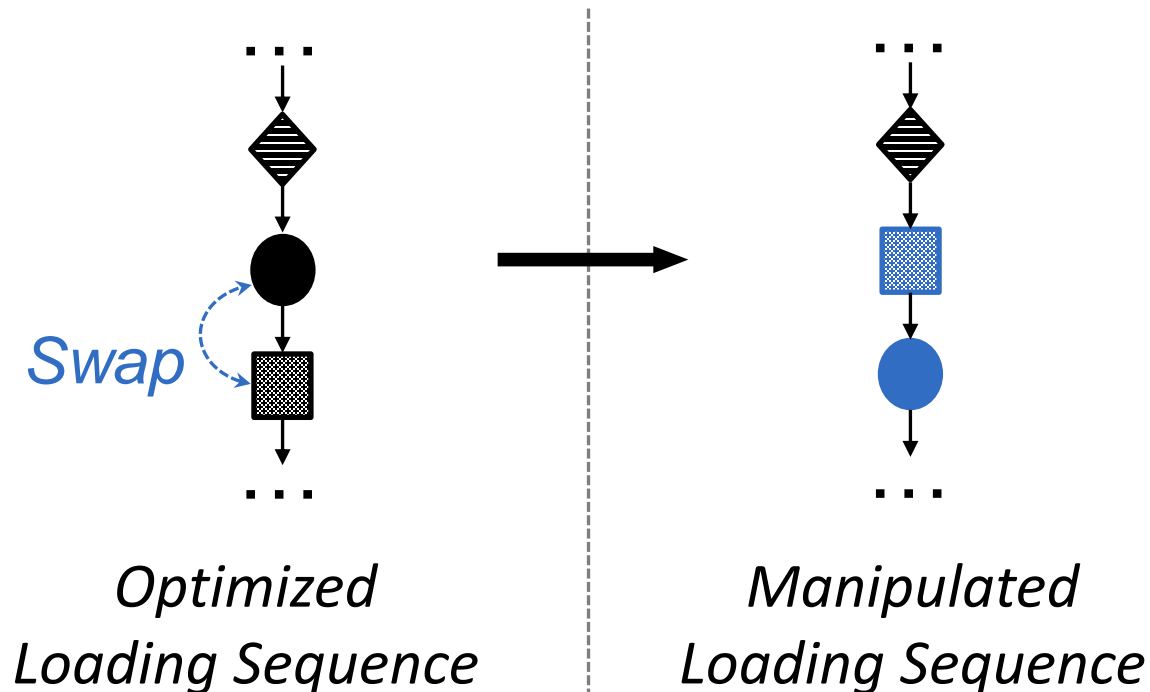 . . .
. . .
Swap
. . .
. . .
Optimized
Loading Sequence
Manipulated
Loading Sequence